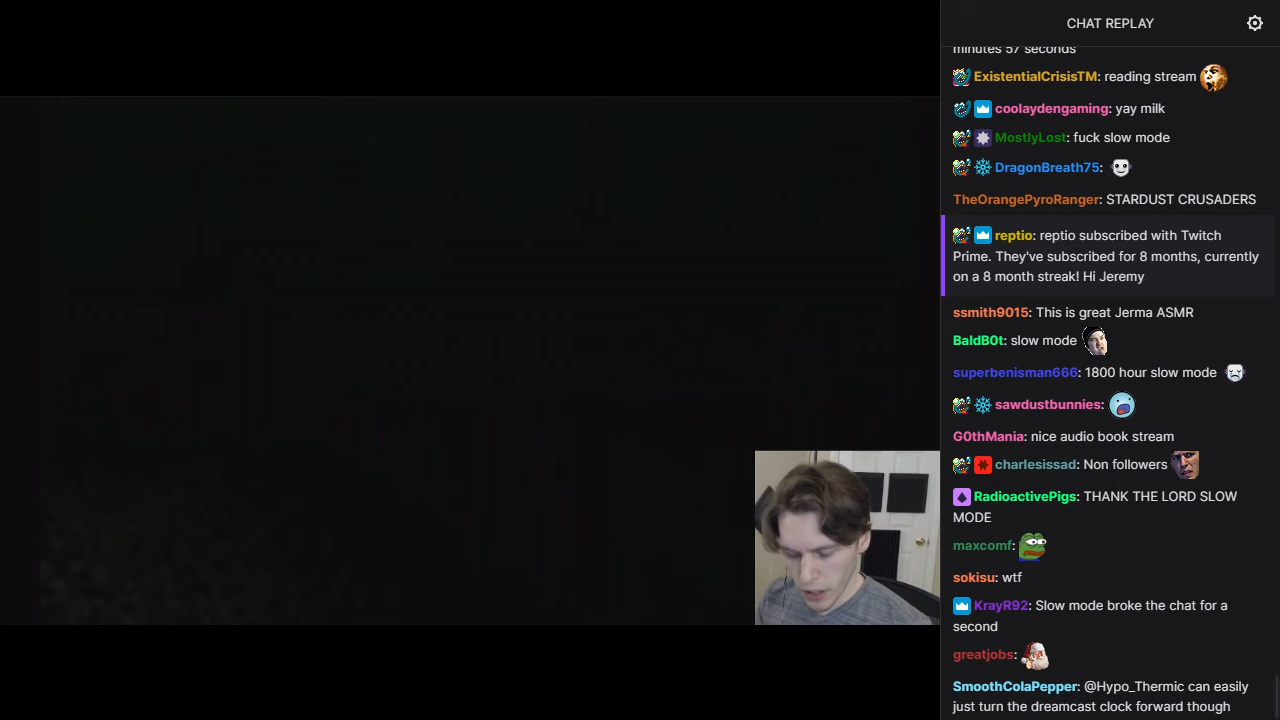 CHAT REPLAY
minutes 57 seconds
ExistentialCrisisTM: reading stream
coolaydengaming: yay milk
MostlyLost: fuck slow mode
DragonBreath75:
TheOrangePyroRanger: STARDUST CRUSADERS
reptio: reptio subscribed with Twitch
Prime. They've subscribed for 8 months, currently
on a 8 month streak! Hi Jeremy
ssmith9015: This is great Jerma ASMR
BaldB0t: slow mode
superbenisman666: 1800 hour slow mode
sawdustbunnies:
G0thMania: nice audio book stream
charlesissad: Non followers
RadioactivePigs: THANK THE LORD SLOW
MODE
maxcomf:
sokisu: wtf
KrayR92: Slow mode broke the chat for a
second
greatjobs:
SmoothColaPepper: @Hypo_Thermic can easily
just turn the dreamcast clock forward though